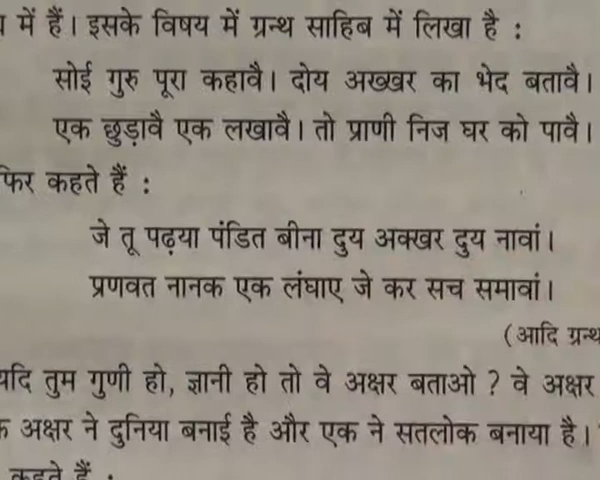 में हैं। इसके विषय में ग्रन्थ साहिब में लिखा है :
सोई गुरु पूरा कहावै। दोय अख्खर का भेद बतावै।
एक छुड़ावै एक लखावै। तो प्राणी निज घर को पावै।
फिर कहते हैं :
जे तू पढ़या पंडित बीना दुय अक्खर दुय नावां।
प्रणवत नानक एक लंघाए जे कर सच समावां।
(आदि ग्रन्थ
यदि तुम गुणी हो, ज्ञानी हो तो वे अक्षर बताओ ? वे अक्षर
अक्षर ने दुनिया बनाई है और एक ने सतलोक बनाया है।
कहते हैं :